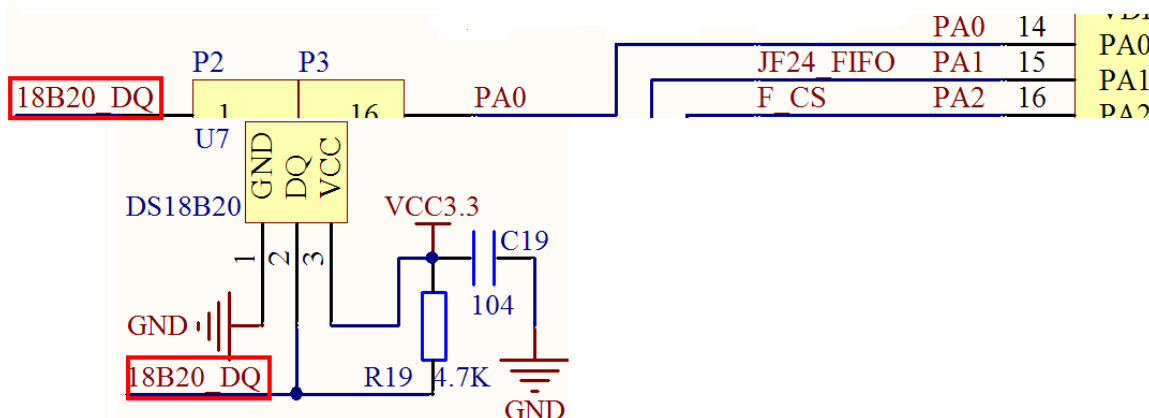 PA0 14
PA0
P2 P3
JF24_FIFO PA1 15
PA1
18B20_DQ 1 16 PA0
F_CS PA2 16
PA2
U7
GND DQ VCC
DS18B20
VCC3.3
C19
1 2 3
104
GND
18B20_DQ
R19 4.7K
GND